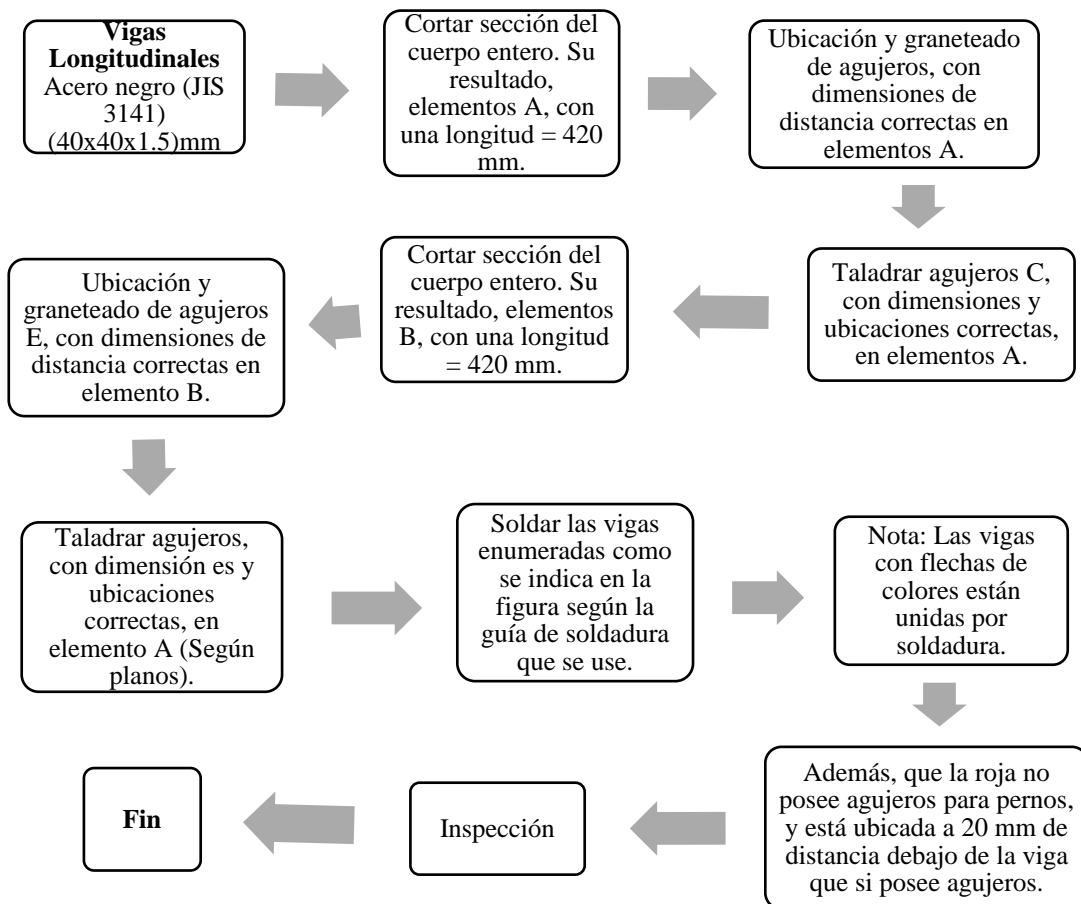 Vigas
Longitudinales
Acero negro (JIS
3141)
(40x40x1.5)mm
Cortar sección del
cuerpo entero. Su
resultado,
elementos A, con
una longitud = 420
mm.
Ubicación y graneteado
de agujeros, con
dimensiones de
distancia correctas en
elementos A.
Taladrar agujeros C,
con dimensiones y
ubicaciones correctas,
en elementos A.
Cortar sección del
cuerpo entero. Su
resultado, elementos
B, con una longitud
= 420 mm.
Ubicación y
graneteado de agujeros
E, con dimensiones de
distancia correctas en
elemento B.
Taladrar agujeros,
con dimensión es y
ubicaciones
correctas, en
elemento A (Según
planos).
Soldar las vigas
enumeradas como
se indica en la
figura según la
guía de soldadura
que se use.
Nota: Las vigas
con flechas de
colores están
unidas por
soldadura.
Además, que la roja no
posee agujeros para pernos,
y está ubicada a 20 mm de
distancia debajo de la viga
que si posee agujeros.
Inspección
Fin